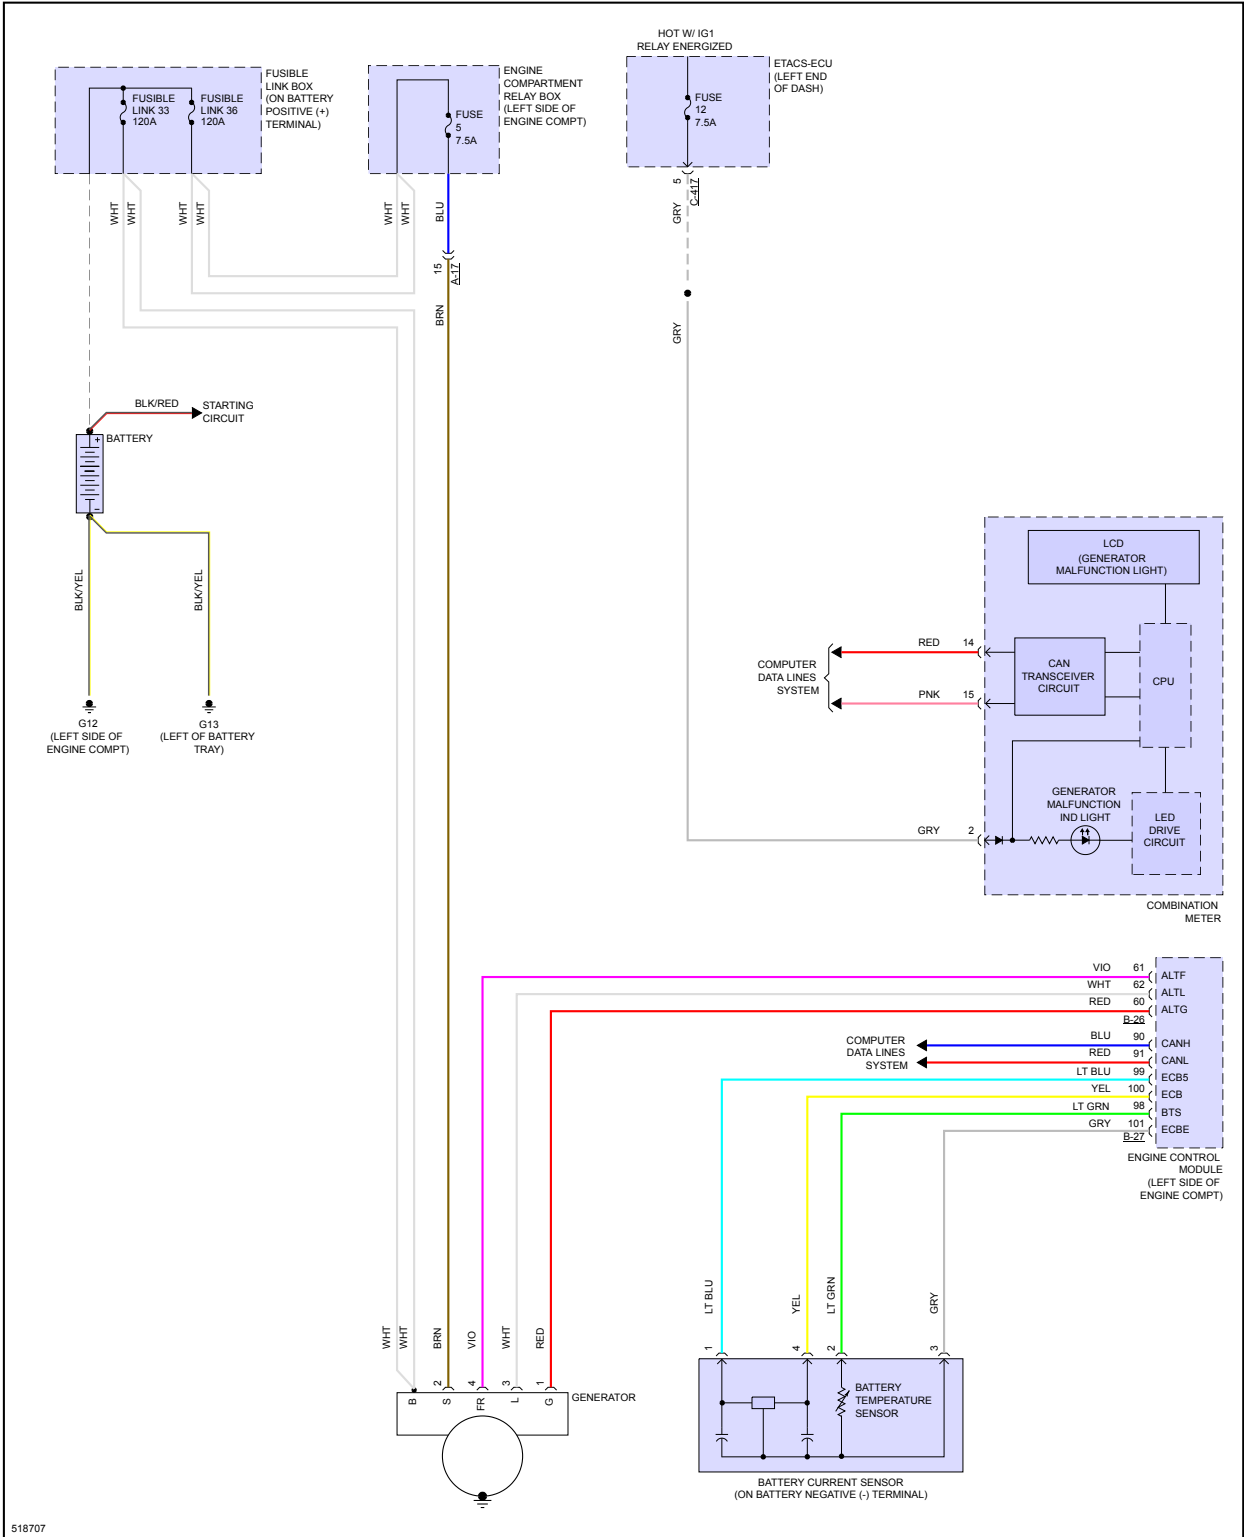 HOT W/ IG1
RELAY ENERGIZED
FUSIBLE
LINK BOX
(ON BATTERY
POSITIVE (+)
TERMINAL)
FUSIBLE
LINK 33
120A
FUSIBLE
LINK 36
120A
ENGINE
COMPARTMENT
RELAY BOX
(LEFT SIDE OF
ENGINE COMPT)
FUSE
5
7.5A
ETACS-ECU
(LEFT END
OF DASH)
FUSE
12
7.5A
WHT
WHT
WHT
WHT
WHT
WHT
BLU
5
C-417
GRY
15
A-17
BRN
GRY
BLK/RED
STARTING
CIRCUIT
BATTERY
+
–
BLK/YEL
BLK/YEL
G12
(LEFT SIDE OF
ENGINE COMPT)
G13
(LEFT OF BATTERY
TRAY)
LCD
(GENERATOR
MALFUNCTION LIGHT)
COMPUTER
DATA LINES
SYSTEM
RED 14
PNK 15
CAN
TRANSCEIVER
CIRCUIT
CPU
GENERATOR
MALFUNCTION
IND LIGHT
LED
DRIVE
CIRCUIT
GRY 2
COMBINATION
METER
VIO 61 ALTF
WHT 62 ALTL
RED 60 ALTG
B-26
COMPUTER
DATA LINES
SYSTEM
BLU 90 CANH
RED 91 CANL
LT BLU 99 ECB5
YEL 100 ECB
LT GRN 98 BTS
GRY 101 ECBE
B-27
ENGINE CONTROL
MODULE
(LEFT SIDE OF
ENGINE COMPT)
LT BLU
YEL
LT GRN
GRY
1
4
2
3
WHT
WHT
BRN
VIO
WHT
RED
2
4
3
1
B
S
FR
L
G
GENERATOR
BATTERY
TEMPERATURE
SENSOR
BATTERY CURRENT SENSOR
(ON BATTERY NEGATIVE (-) TERMINAL)
518707